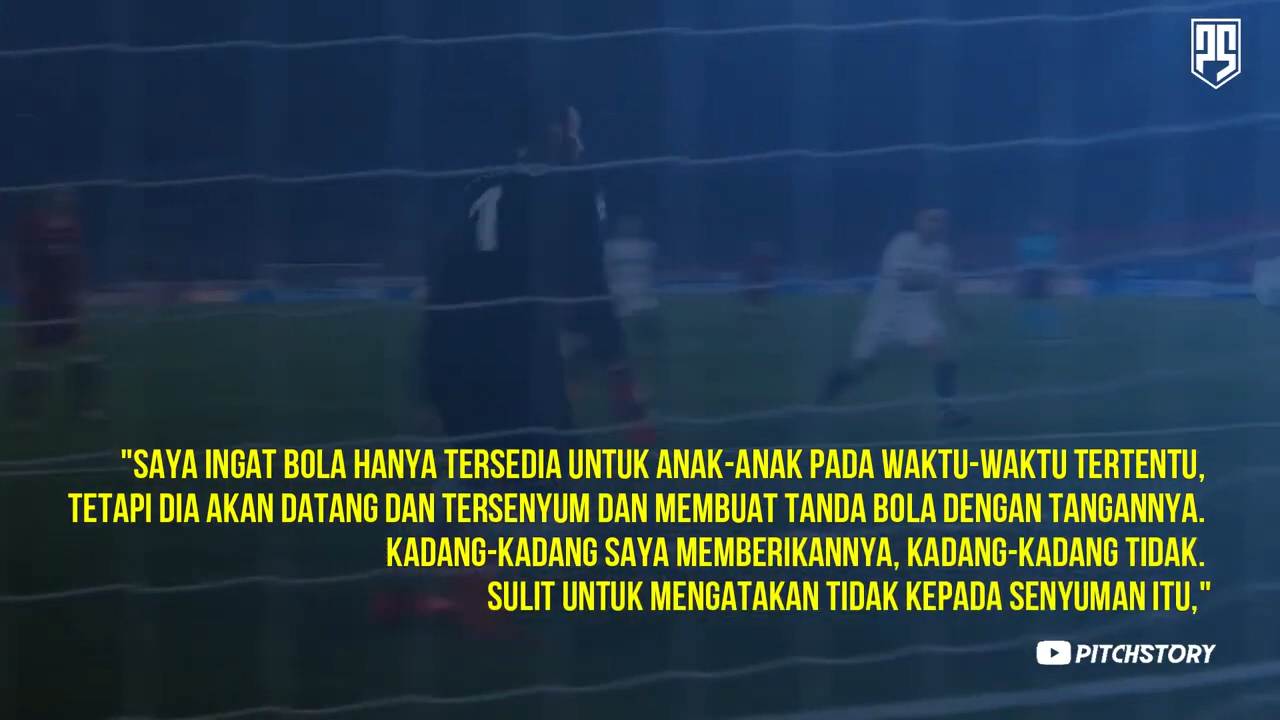 PS
1
"SAYA INGAT BOLA HANYA TERSEDIA UNTUK ANAK-ANAK PADA WAKTU-WAKTU TERTENTU,
TETAPI DIA AKAN DATANG DAN TERSENYUM DAN MEMBUAT TANDA BOLA DENGAN TANGANNYA.
KADANG-KADANG SAYA MEMBERIKANNYA, KADANG-KADANG TIDAK.
SULIT UNTUK MENGATAKAN TIDAK KEPADA SENYUMAN ITU,"
PITCHSTORY